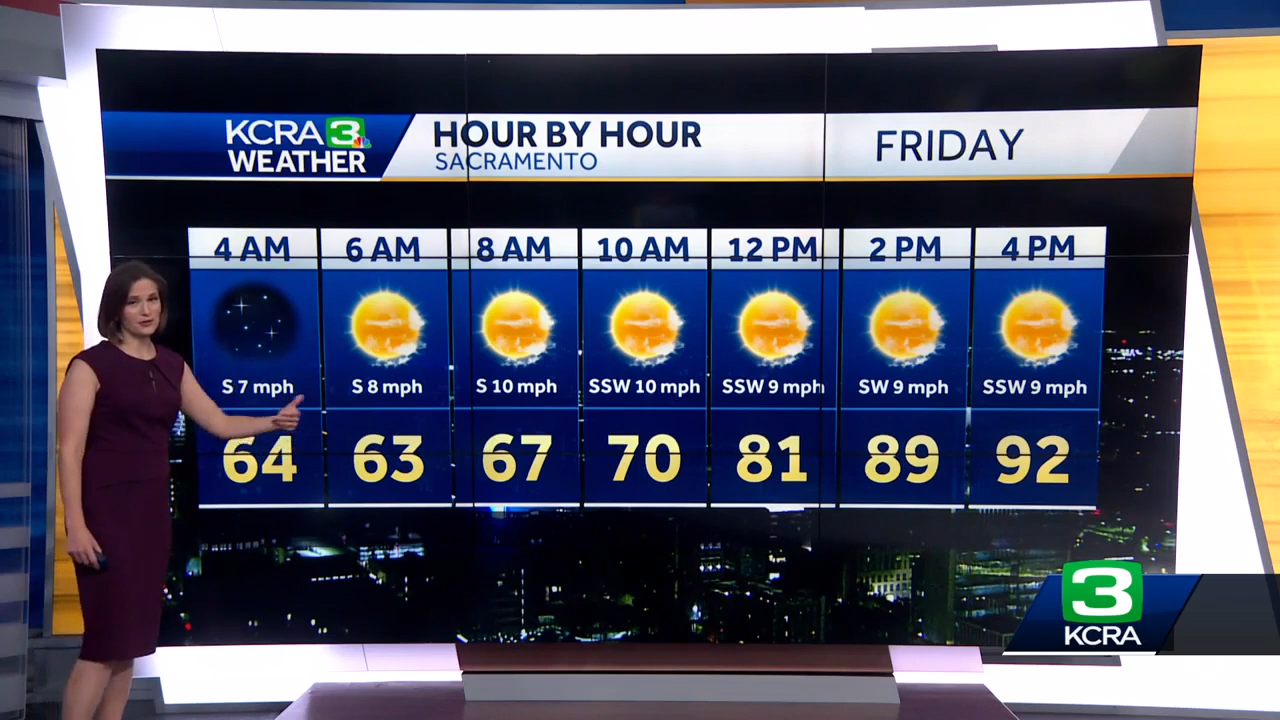 KCRA 3
WEATHER
HOUR BY HOUR
SACRAMENTO
FRIDAY
4 AM 6 AM 8 AM 10 AM 12 PM 2 PM 4 PM
S 7 mph S 8 mph S 10 mph SSW 10 mph SSW 9 mph SW 9 mph SSW 9 mph
64 63 67 70 81 89 92
3
KCRA